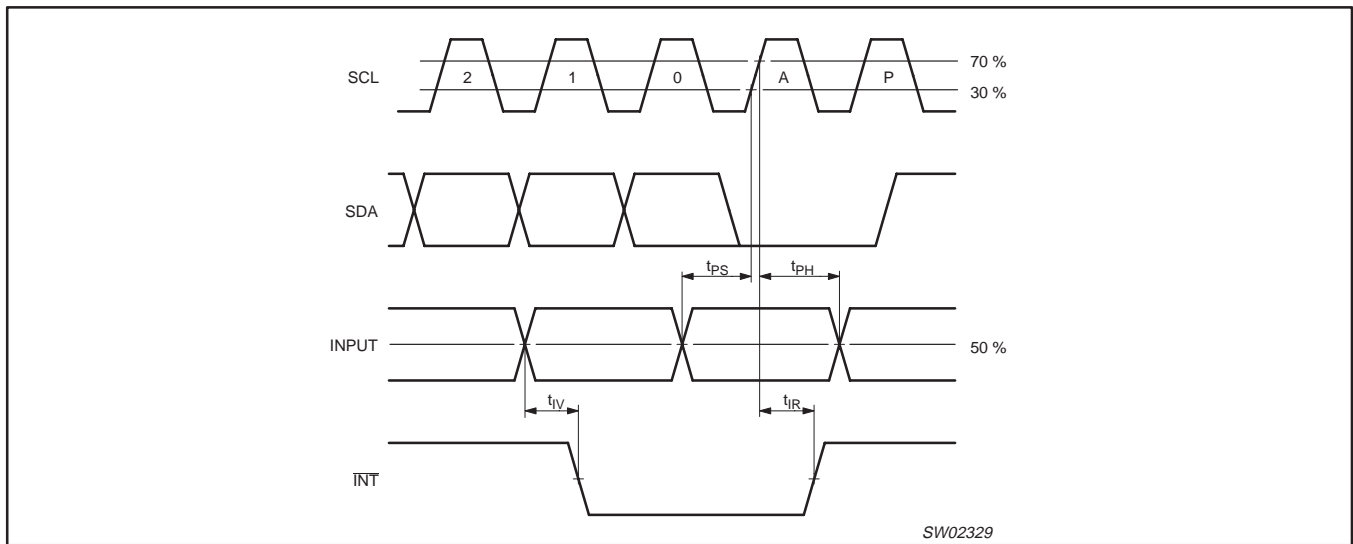 SCL
2 1 0 A P
70 %
30 %
SDA
tPS tPH
INPUT
50 %
tIV tIR
INT
SW02329